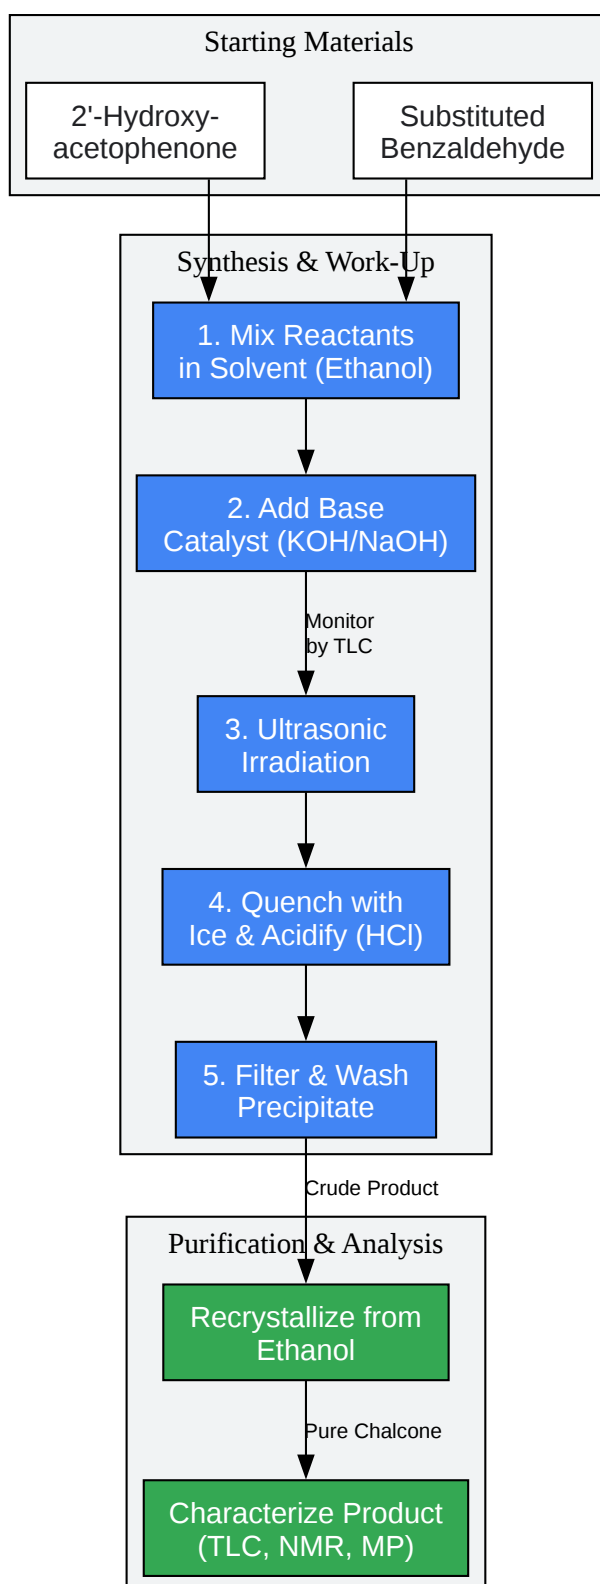 Starting Materials
2'-Hydroxy-
acetophenone
Substituted
Benzaldehyde
Synthesis & Work-Up
1. Mix Reactants
in Solvent (Ethanol)
2. Add Base
Catalyst (KOH/NaOH)
Monitor
by TLC
3. Ultrasonic
Irradiation
4. Quench with
Ice & Acidify (HCl)
5. Filter & Wash
Precipitate
Crude Product
Purification & Analysis
Recrystallize from
Ethanol
Pure Chalcone
Characterize Product
(TLC, NMR, MP)